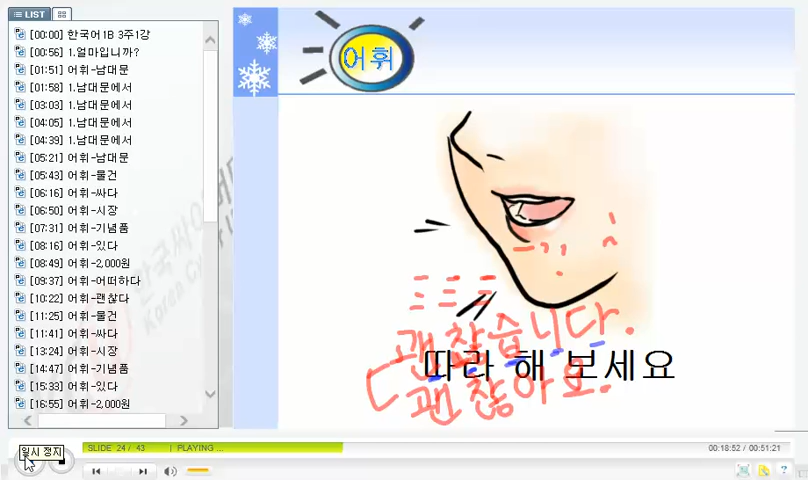 LIST
[00:00] 한국어1B 3주1강
[00:56] 1.얼마입니까?
[01:51] 어휘-남대문
[01:58] 1.남대문에서
[03:03] 1.남대문에서
[04:05] 1.남대문에서
[04:39] 1.남대문에서
[05:21] 어휘-남대문
[05:43] 어휘-물건
[06:16] 어휘-싸다
[06:50] 어휘-시장
[07:31] 어휘-기념품
[08:16] 어휘-있다
[08:49] 어휘-2,000원
[09:37] 어휘-어떠하다
[10:22] 어휘-괜찮다
[11:25] 어휘-물건
[11:41] 어휘-싸다
[13:24] 어휘-시장
[14:47] 어휘-기념품
[15:33] 어휘-있다
[16:55] 어휘-2,000원
어휘
괜찮습니다.
따라 해 보세요
괜찮아요.
일시 정지
SLIDE 24 / 43 PLAYING ...
00:18:52 / 00:51:21